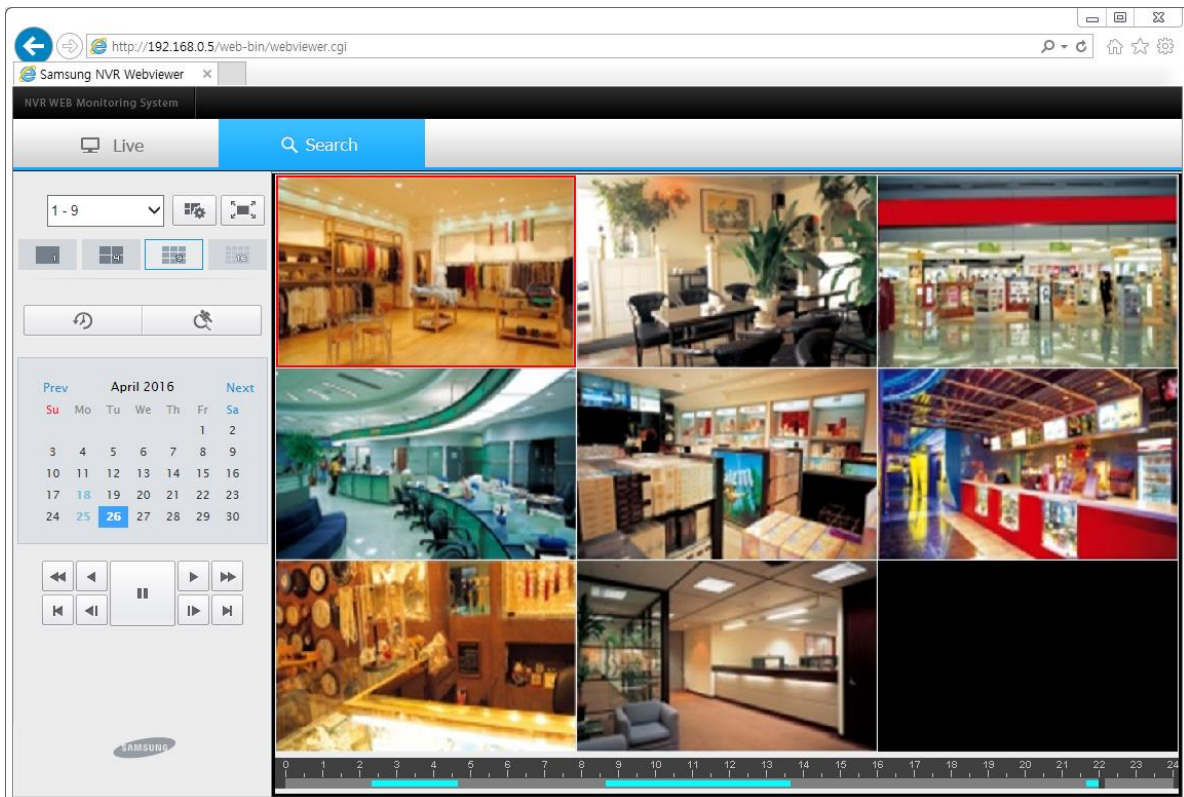 http://192.168.0.5/web-bin/webviewer.cgi
Samsung NVR Webviewer
NVR WEB Monitoring System
Live
Search
1 - 9
1 4 9 16
Prev April 2016 Next
Su Mo Tu We Th Fr Sa
1 2
3 4 5 6 7 8 9
10 11 12 13 14 15 16
17 18 19 20 21 22 23
24 25 26 27 28 29 30
SAMSUNG
0 1 2 3 4 5 6 7 8 9 10 11 12 13 14 15 16 17 18 19 20 21 22 23 24